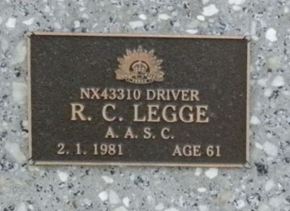 NX43310 DRIVER
R. C. LEGGE
A. A. S. C.
2. 1. 1981 AGE 61